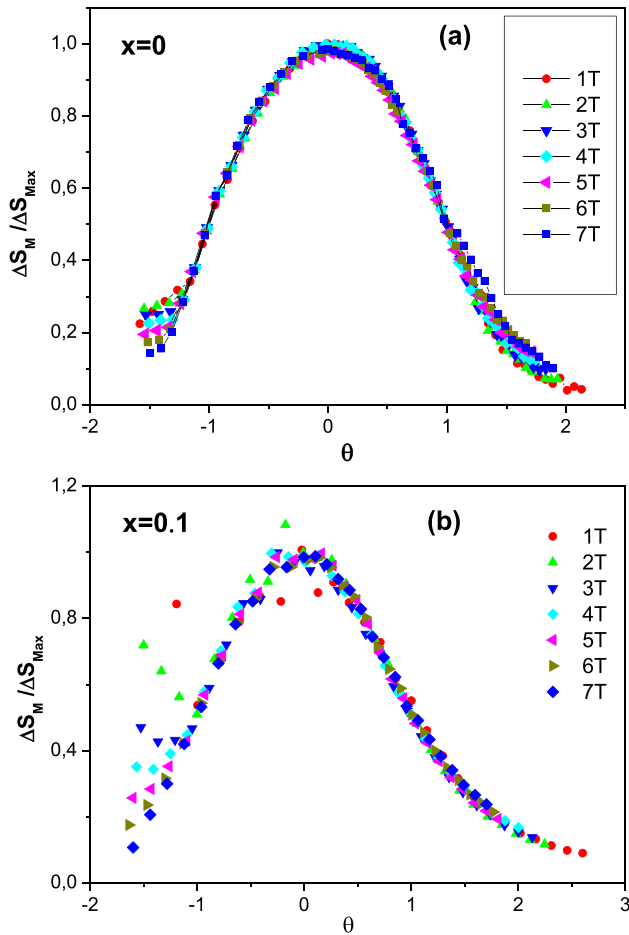 x=0
(a)
1T
2T
3T
4T
5T
6T
7T
1,0
0,8
0,6
0,4
0,2
0,0
ΔS_M /ΔS_Max
-2 -1 0 1 2
θ
x=0.1
(b)
1T
2T
3T
4T
5T
6T
7T
1,2
0,8
0,4
0,0
ΔS_M /ΔS_Max
-2 -1 0 1 2 3
θ